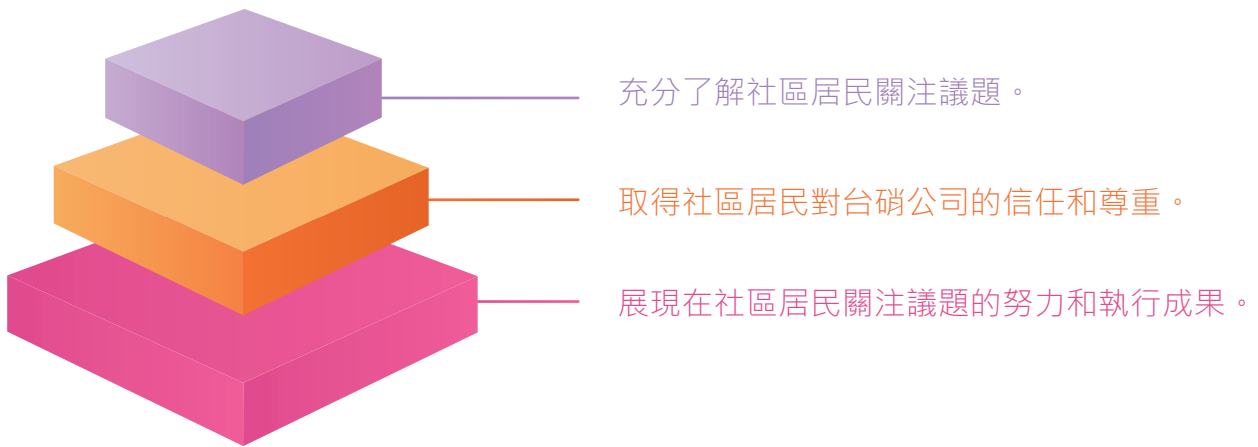 充分了解社區居民關注議題。
取得社區居民對台硝公司的信任和尊重。
展現在社區居民關注議題的努力和執行成果。